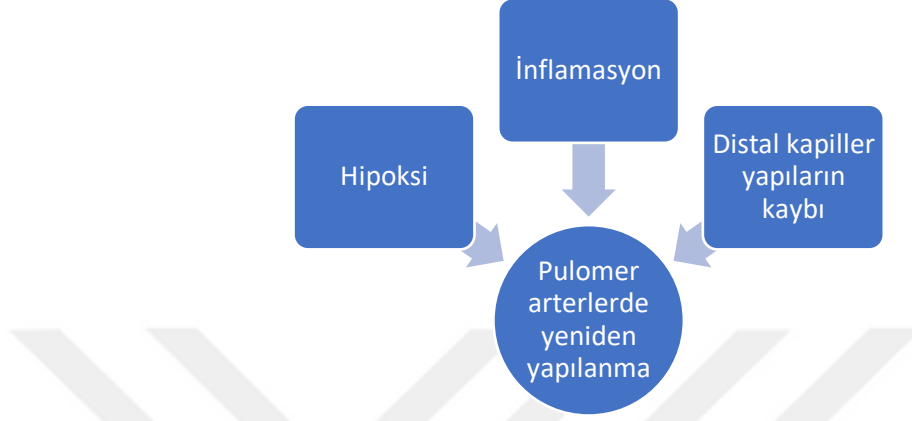 İnflamasyon
Hipoksi
Distal kapiller
yapıların
kaybı
Pulomer
arterlerde
yeniden
yapılanma